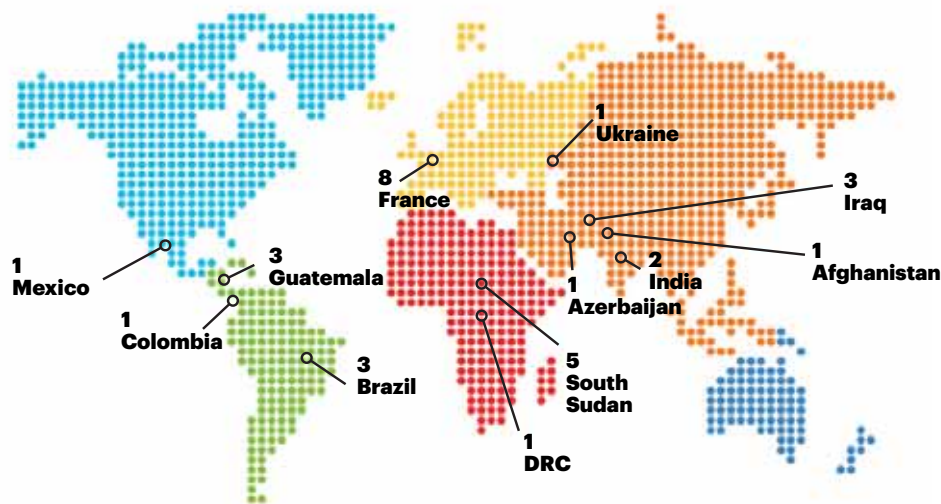 1
Ukraine
8
France
3
Iraq
1
Mexico
3
Guatemala
2
India
1
Afghanistan
1
Azerbaijan
1
Colombia
3
Brazil
5
South
Sudan
1
DRC